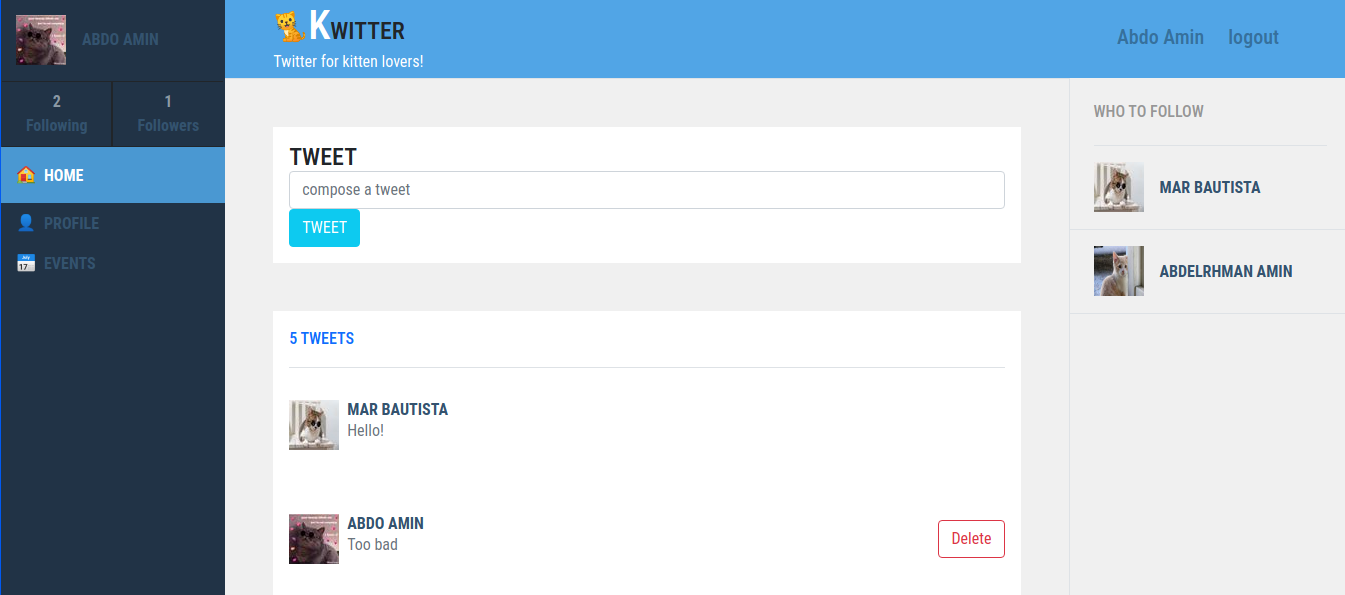 ABDO AMIN
2
Following
1
Followers
HOME
PROFILE
EVENTS
KWITTER
Twitter for kitten lovers!
Abdo Amin
logout
TWEET
compose a tweet
TWEET
5 TWEETS
MAR BAUTISTA
Hello!
ABDO AMIN
Too bad
Delete
WHO TO FOLLOW
MAR BAUTISTA
ABDELRHMAN AMIN